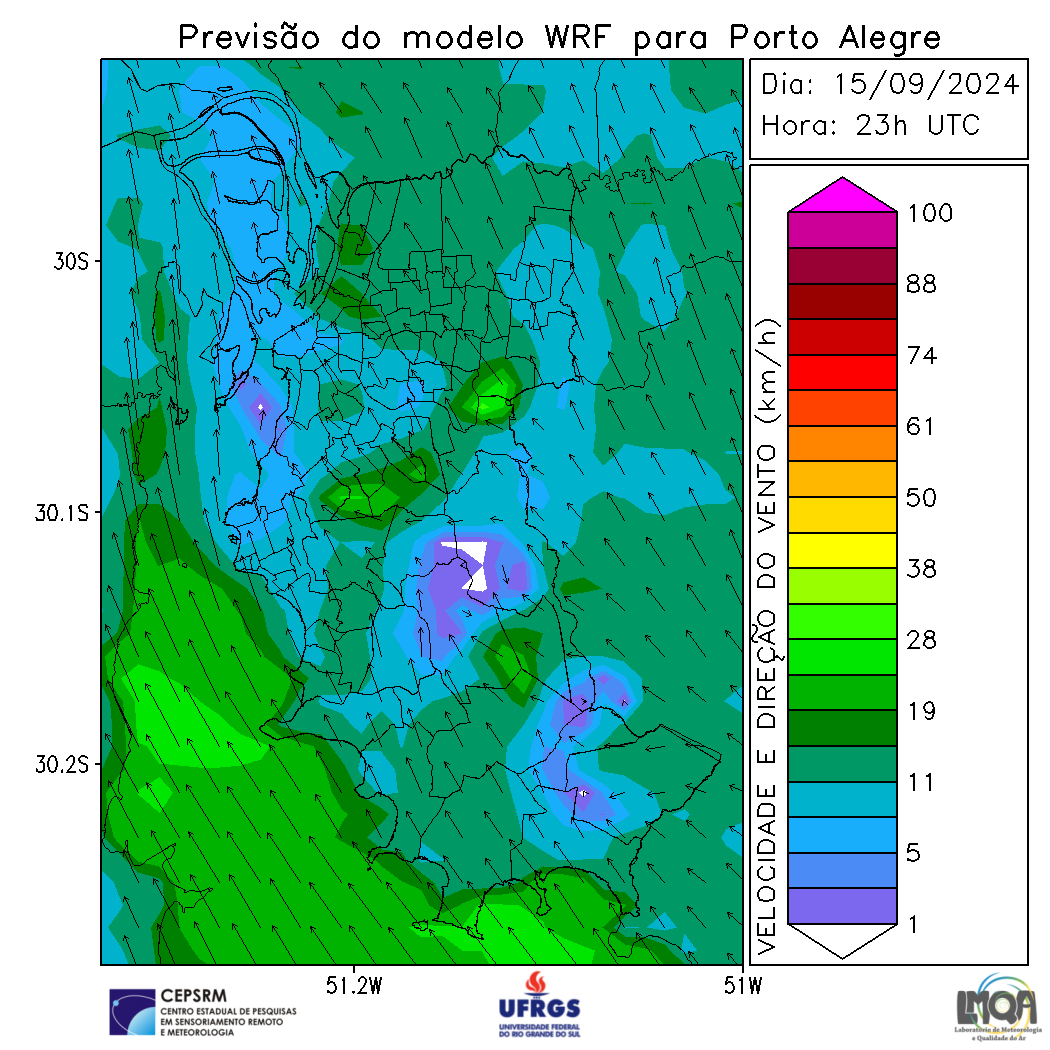 Previsão do modelo WRF para Porto Alegre
Dia: 15/09/2024
Hora: 23h UTC
30S
30.1S
30.2S
51.2W
51W
VELOCIDADE E DIREÇÃO DO VENTO (km/h)
100
88
74
61
50
38
28
19
11
5
1
CEPSRM
CENTRO ESTADUAL DE PESQUISAS
EM SENSORIAMENTO REMOTO
E METEOROLOGIA
UFRGS
UNIVERSIDADE FEDERAL
DO RIO GRANDE DO SUL
LMQA
Laboratório de Meteorologia
e Qualidade do Ar